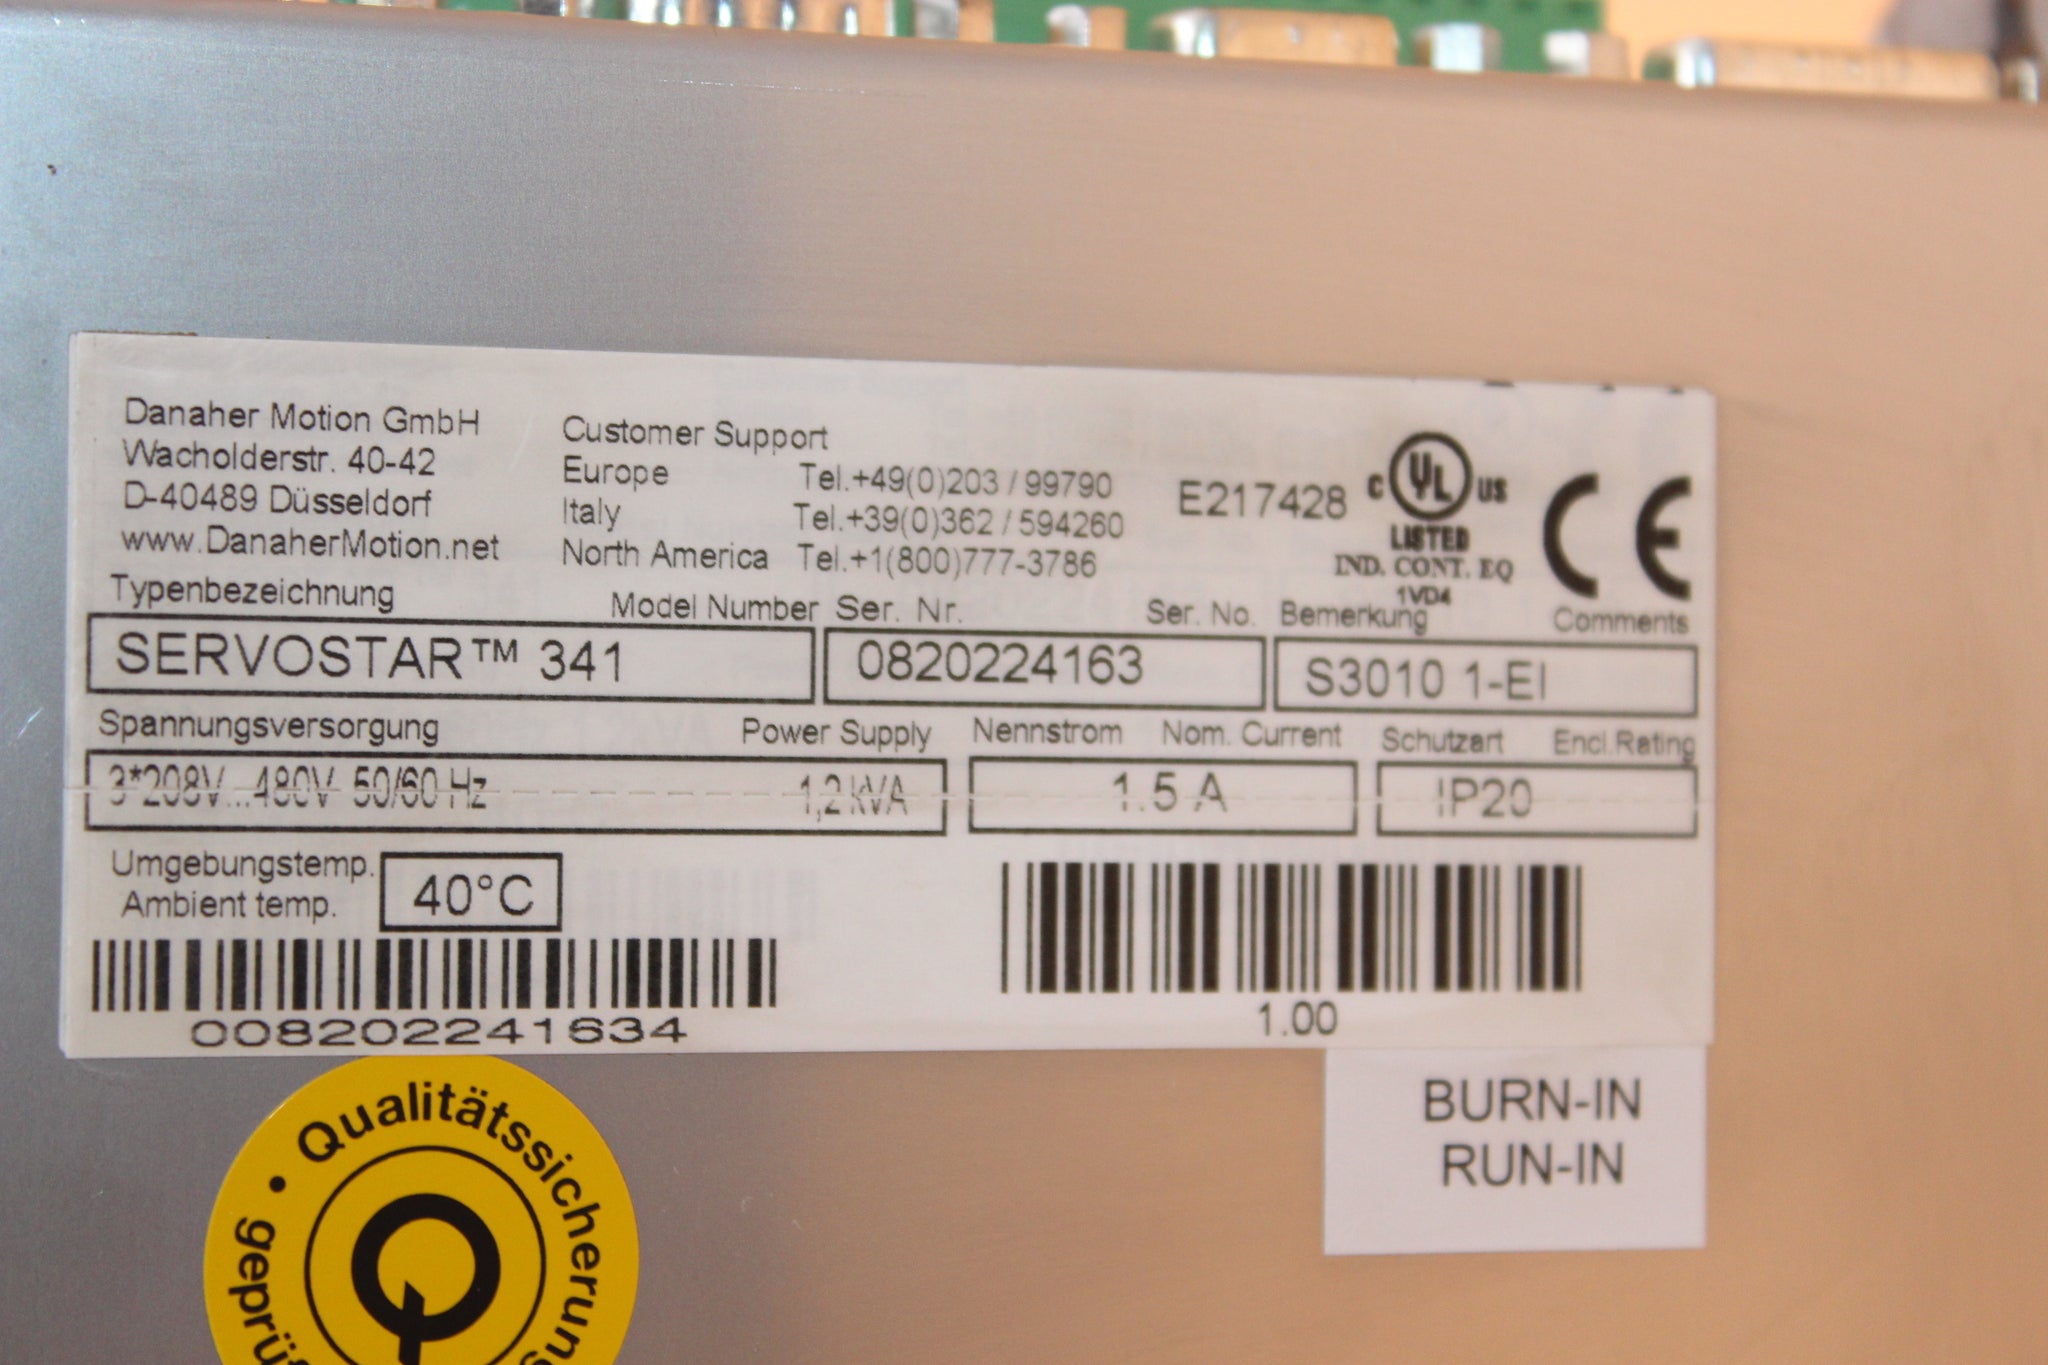 Danaher Motion GmbH
Wacholderstr. 40-42
D-40489 Düsseldorf
www.DanaherMotion.net
Customer Support
Europe Tel.+49(0)203 / 99790
Italy Tel.+39(0)362 / 594260
North America Tel.+1(800)777-3786
E217428
C UL US
LISTED
IND. CONT. EQ
1VD4
CE
Typenbezeichnung Model Number
SERVOSTAR™ 341
Ser. Nr. Ser. No.
0820224163
Bemerkung Comments
S3010 1-EI
Spannungsversorgung Power Supply
3*208V...480V 50/60 Hz 1,2 kVA
Nennstrom Nom. Current
1.5 A
Schutzart Encl.Rating
IP20
Umgebungstemp.
Ambient temp.
40°C
008202241634
1.00
BURN-IN
RUN-IN
Qualitätssicherung
• geprüf
Q